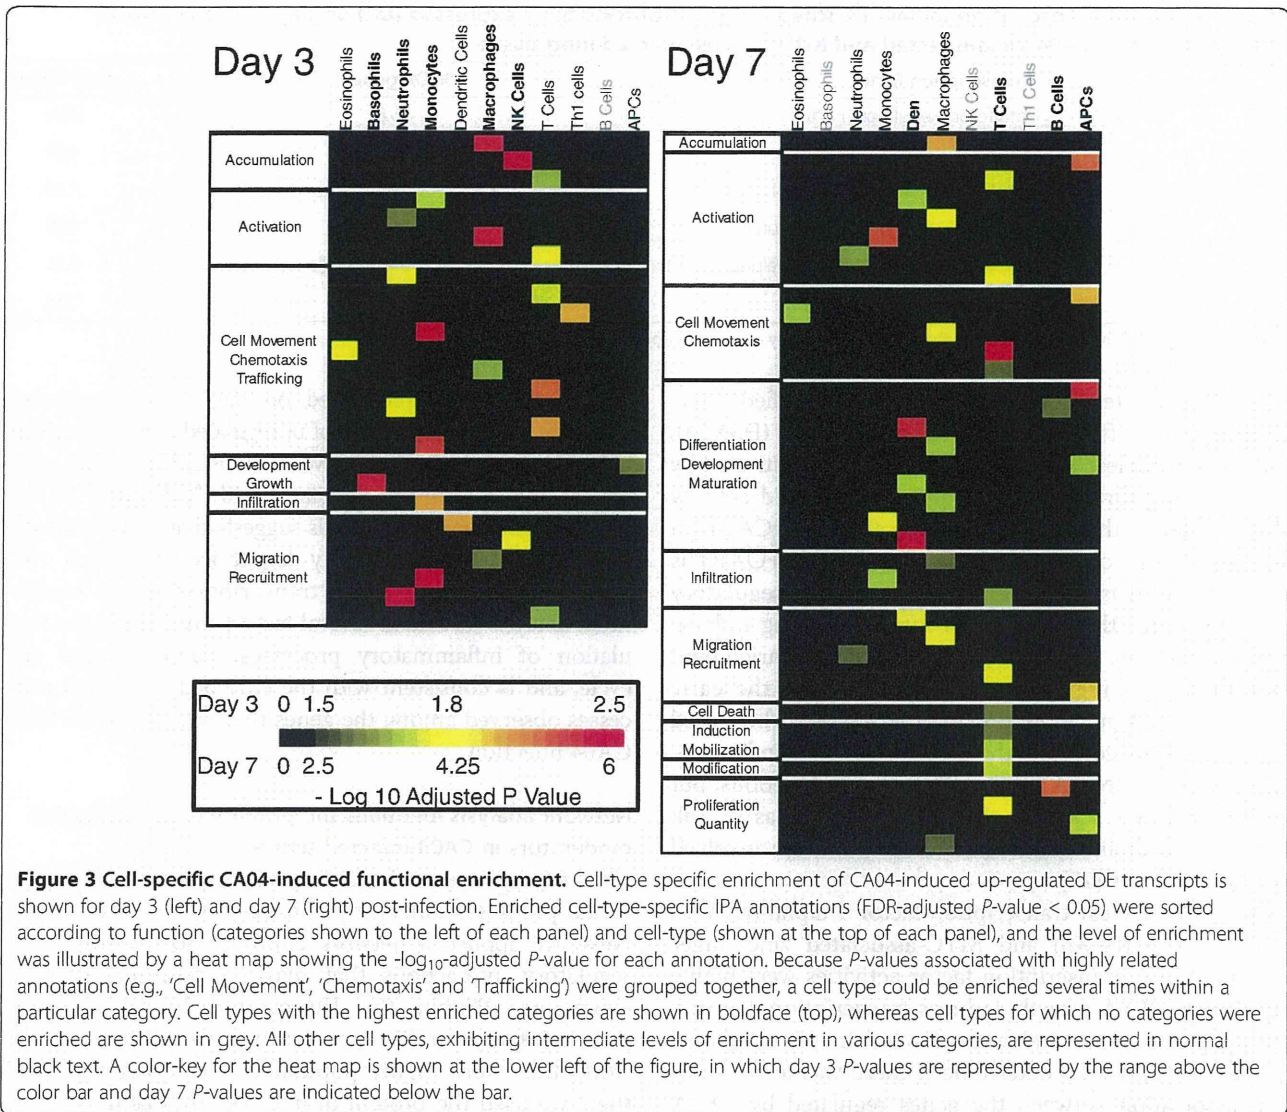 Day 3
Eosinophils
Basophils
Neutrophils
Monocytes
Dendritic Cells
Macrophages
NK Cells
T Cells
Th1 cells
B Cells
APCs
Accumulation
Activation
Cell Movement
Chemotaxis
Trafficking
Development
Growth
Infiltration
Migration
Recruitment
Day 3 0 1.5 1.8 2.5
Day 7 0 2.5 4.25 6
- Log 10 Adjusted P Value
Day 7
Eosinophils
Basophils
Neutrophils
Monocytes
Den
Macrophages
NK Cells
T Cells
Th1 Cells
B Cells
APCs
Accumulation
Activation
Cell Movement
Chemotaxis
Differentiation
Development
Maturation
Infiltration
Migration
Recruitment
Cell Death
Induction
Mobilization
Modification
Proliferation
Quantity
Figure 3 Cell-specific CA04-induced functional enrichment. Cell-type specific enrichment of CA04-induced up-regulated DE transcripts is
shown for day 3 (left) and day 7 (right) post-infection. Enriched cell-type-specific IPA annotations (FDR-adjusted P-value < 0.05) were sorted
according to function (categories shown to the left of each panel) and cell-type (shown at the top of each panel), and the level of enrichment
was illustrated by a heat map showing the -log10-adjusted P-value for each annotation. Because P-values associated with highly related
annotations (e.g., 'Cell Movement', 'Chemotaxis' and 'Trafficking') were grouped together, a cell type could be enriched several times within a
particular category. Cell types with the highest enriched categories are shown in boldface (top), whereas cell types for which no categories were
enriched are shown in grey. All other cell types, exhibiting intermediate levels of enrichment in various categories, are represented in normal
black text. A color-key for the heat map is shown at the lower left of the figure, in which day 3 P-values are represented by the range above the
color bar and day 7 P-values are indicated below the bar.